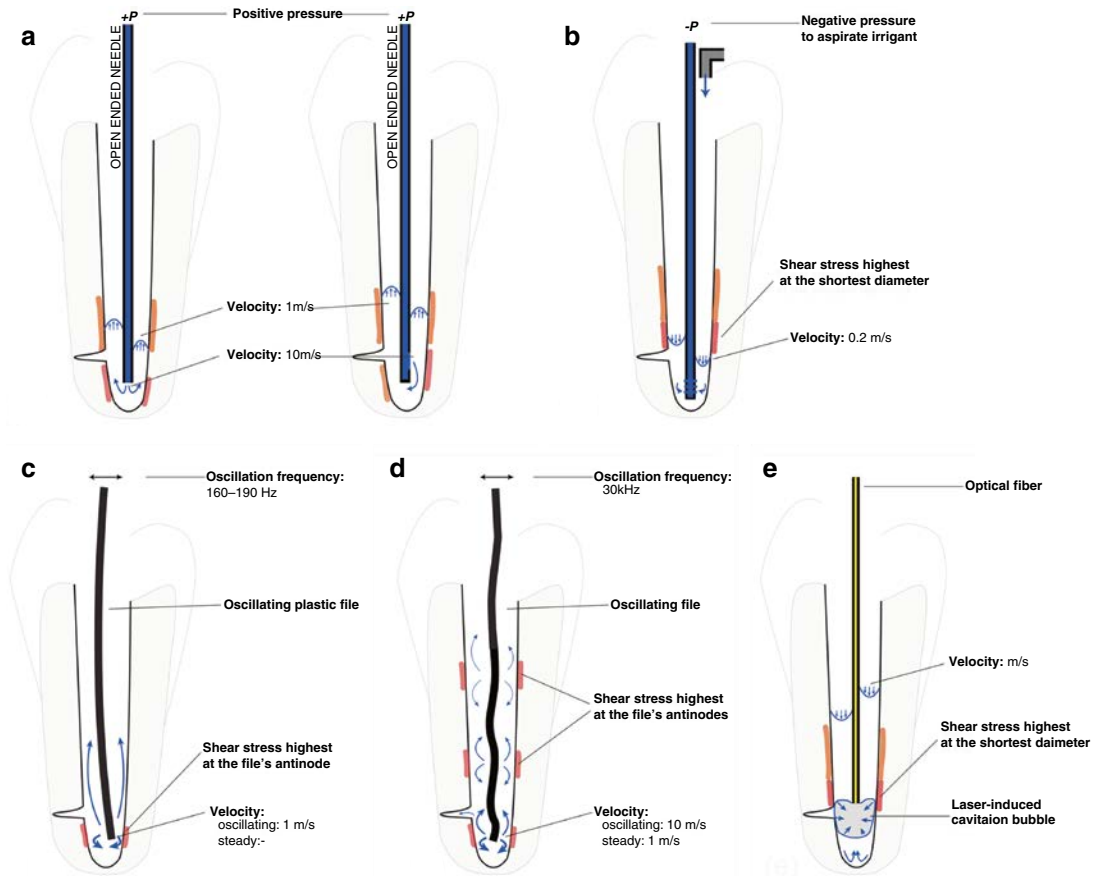 a
+P
Positive pressure
+P
OPEN ENDED NEEDLE
OPEN ENDED NEEDLE
Velocity: 1m/s
Velocity: 10m/s
b
-P
Negative pressure
to aspirate irrigant
Shear stress highest
at the shortest diameter
Velocity: 0.2 m/s
c
Oscillation frequency:
160–190 Hz
Oscillating plastic file
Shear stress highest
at the file's antinode
Velocity:
oscillating: 1 m/s
steady:-
d
Oscillation frequency:
30kHz
Oscillating file
Shear stress highest
at the file's antinodes
Velocity:
oscillating: 10 m/s
steady: 1 m/s
e
Optical fiber
Velocity: m/s
Shear stress highest
at the shortest daimeter
Laser-induced
cavitaion bubble